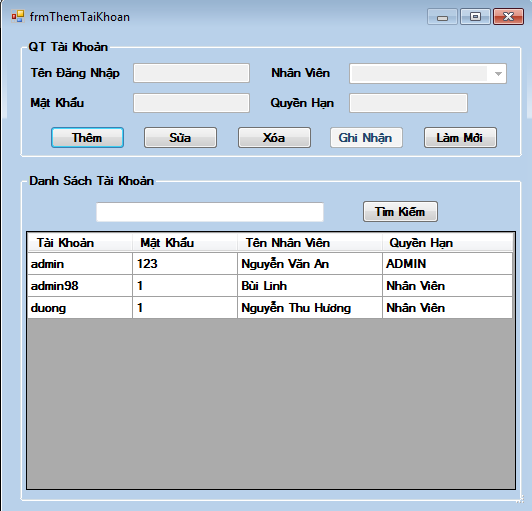 frmThemTaiKhoan
QT Tài Khoản
Tên Đăng Nhập Nhân Viên
Mật Khẩu Quyền Hạn
Thêm Sửa Xóa Ghi Nhận Làm Mới
Danh Sách Tài Khoản
Tìm Kiếm
Tài Khoản Mật Khẩu Tên Nhân Viên Quyền Hạn
admin 123 Nguyễn Văn An ADMIN
admin98 1 Bùi Linh Nhân Viên
duong 1 Nguyễn Thu Hương Nhân Viên